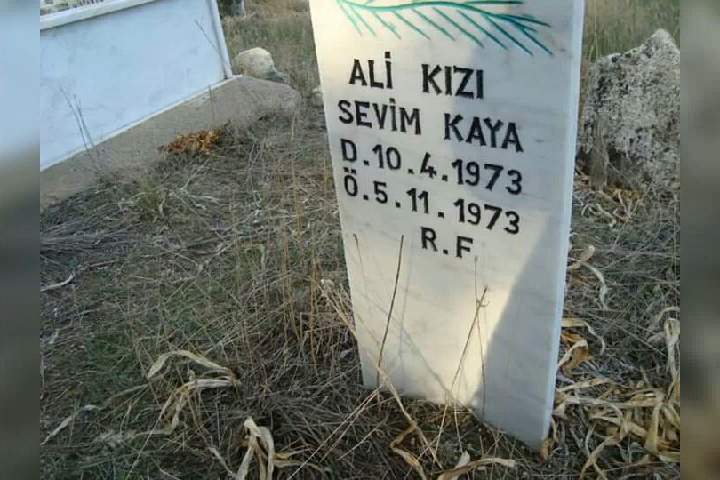 ALİ KIZI
SEVİM KAYA
D.10.4.1973
Ö.5.11.1973
R.F